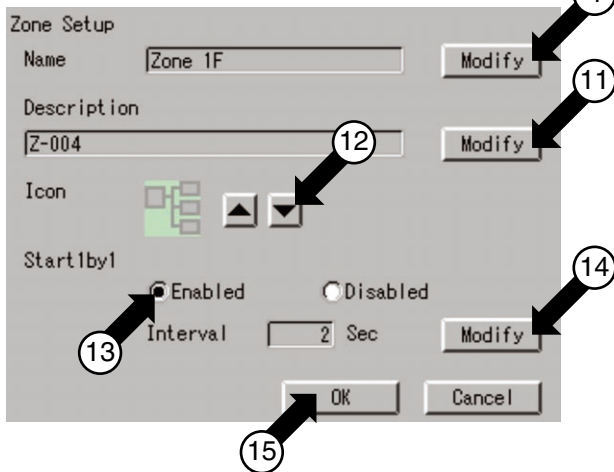 Zone Setup
Name Zone 1F Modify
11
Description
Z-004 12 Modify
Icon
Start1by1
14
Enabled Disabled
13 Interval 2 Sec Modify
OK Cancel
15